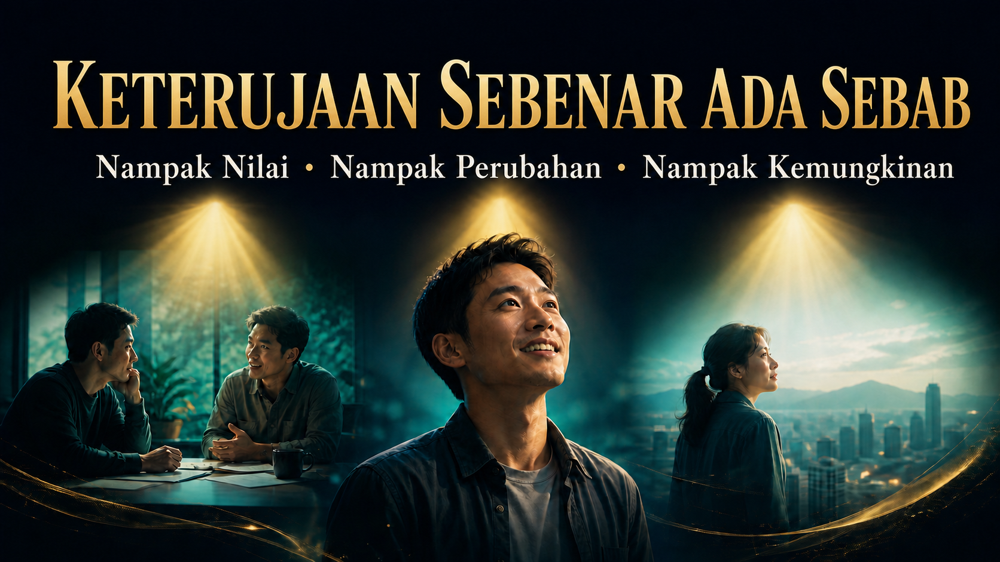 KETERUJAAN SEBENAR ADA SEBAB
Nampak Nilai • Nampak Perubahan • Nampak Kemungkinan